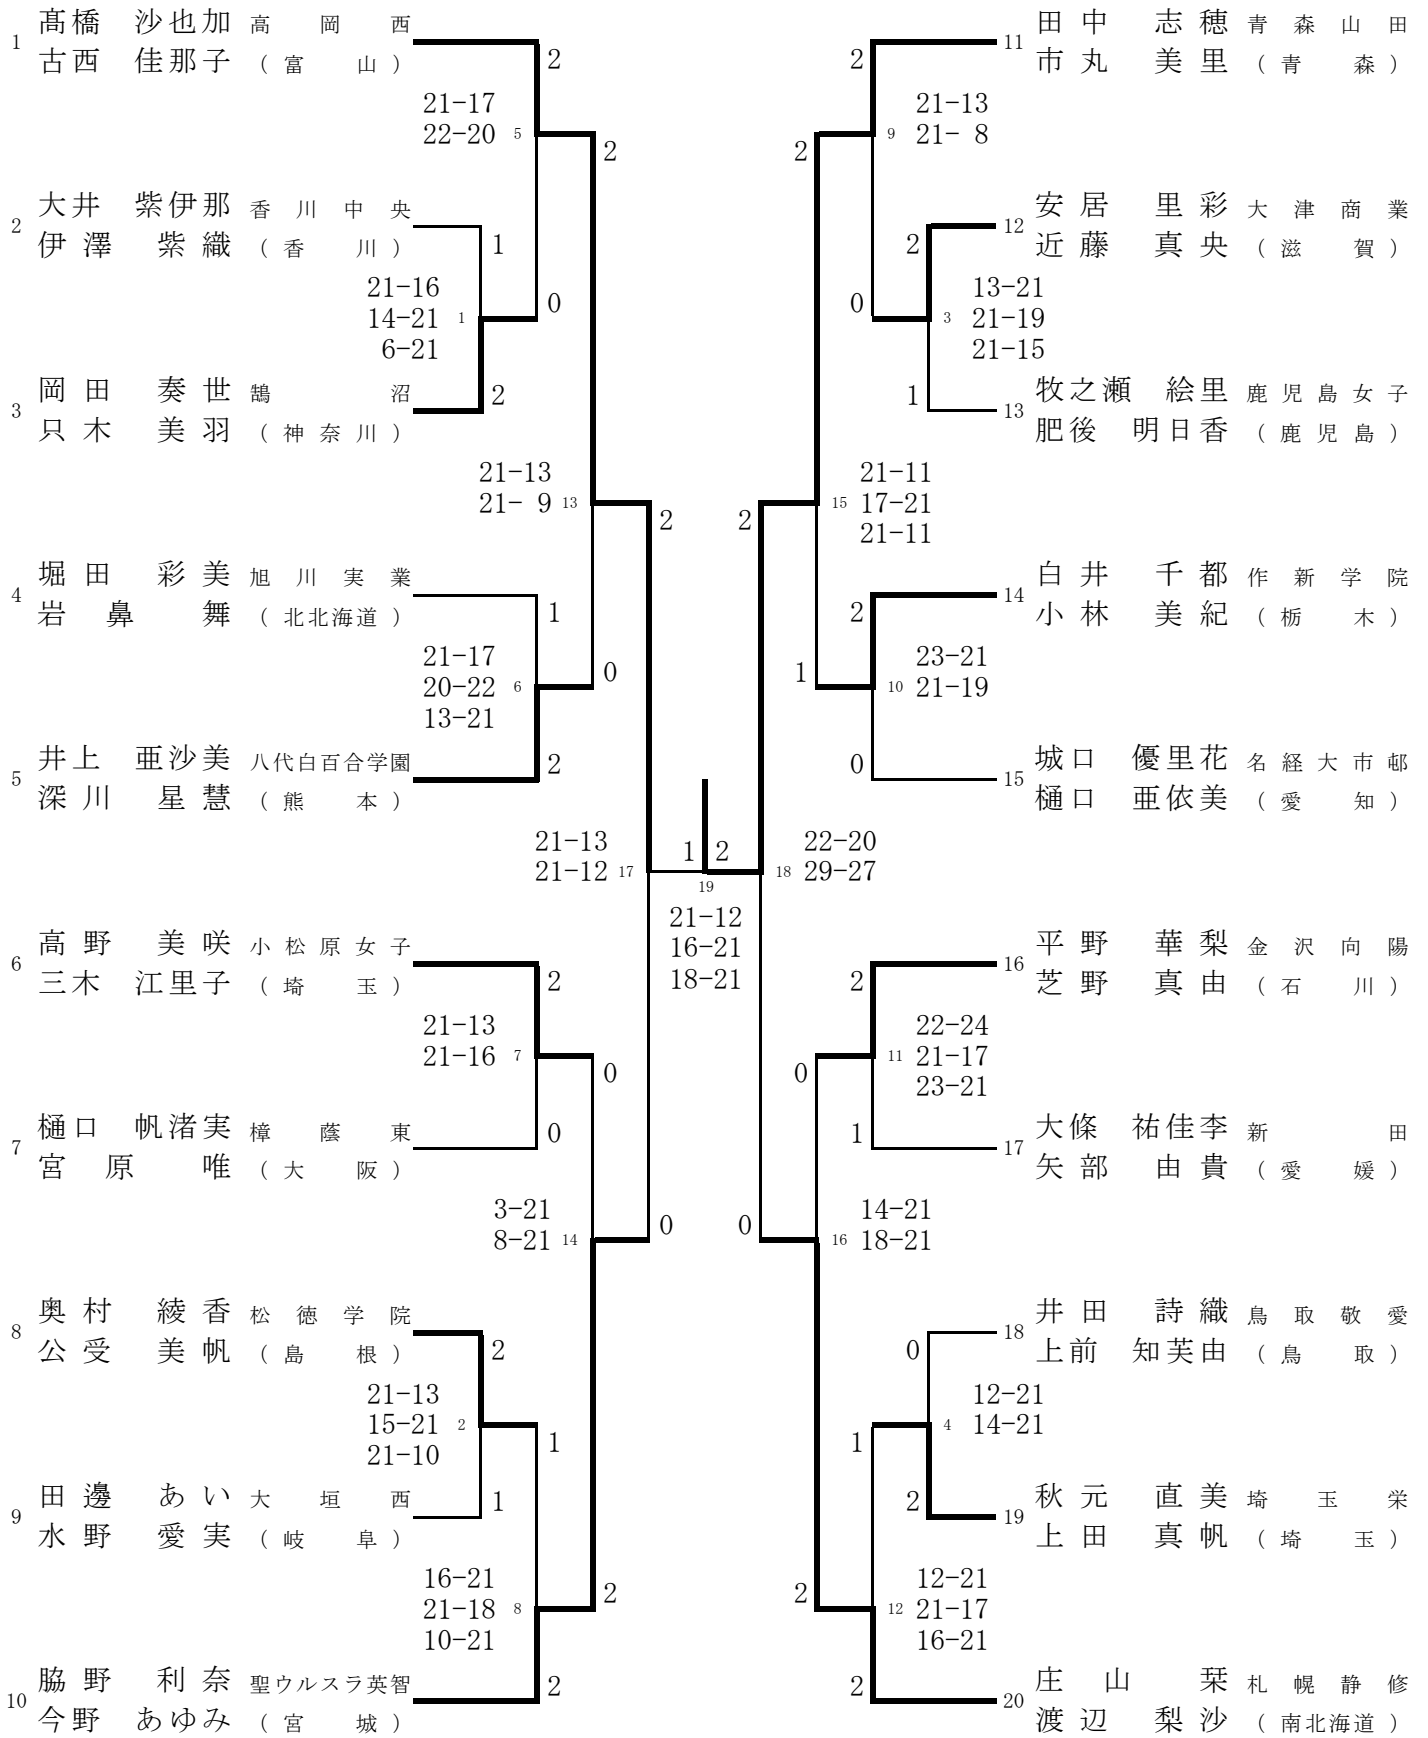 1 髙橋 沙也加 高岡西
古西 佳那子 (富山)
2
21-17
22-20 5
2
2 大井 紫伊那 香川中央
伊澤 紫織 (香川)
1
21-16
14-21 1
6-21
0
3 岡田 奏世 鵠沼
只木 美羽 (神奈川)
2
21-13
21- 9 13
2
4 堀田 彩美 旭川実業
岩鼻 舞 (北北海道)
1
21-17
20-22 6
13-21
0
5 井上 亜沙美 八代白百合学園
深川 星慧 (熊本)
2
21-13
21-12 17
6 高野 美咲 小松原女子
三木 江里子 (埼玉)
2
21-13
21-16 7
0
7 樋口 帆渚実 樟蔭東
宮原 唯 (大阪)
0
3-21
8-21 14
0
8 奥村 綾香 松徳学院
公受 美帆 (島根)
2
21-13
15-21 2
21-10
1
9 田邊 あい 大垣西
水野 愛実 (岐阜)
1
16-21
21-18 8
10-21
2
10 脇野 利奈 聖ウルスラ英智
今野 あゆみ (宮城)
2
1 2
19
21-12
16-21
18-21
11 田中 志穂 青森山田
市丸 美里 (青森)
2
21-13
9 21- 8
2
12 安居 里彩 大津商業
近藤 真央 (滋賀)
2
13-21
3 21-19
21-15
0
13 牧之瀬 絵里 鹿児島女子
肥後 明日香 (鹿児島)
1
21-11
15 17-21
21-11
2
14 白井 千都 作新学院
小林 美紀 (栃木)
2
23-21
10 21-19
1
15 城口 優里花 名経大市邨
樋口 亜依美 (愛知)
0
22-20
18 29-27
16 平野 華梨 金沢向陽
芝野 真由 (石川)
2
22-24
11 21-17
23-21
0
17 大條 祐佳李 新田
矢部 由貴 (愛媛)
1
14-21
16 18-21
0
18 井田 詩織 鳥取敬愛
上前 知芙由 (鳥取)
0
12-21
4 14-21
1
19 秋元 直美 埼玉栄
上田 真帆 (埼玉)
2
12-21
12 21-17
16-21
2
20 庄山 栞 札幌静修
渡辺 梨沙 (南北海道)
2